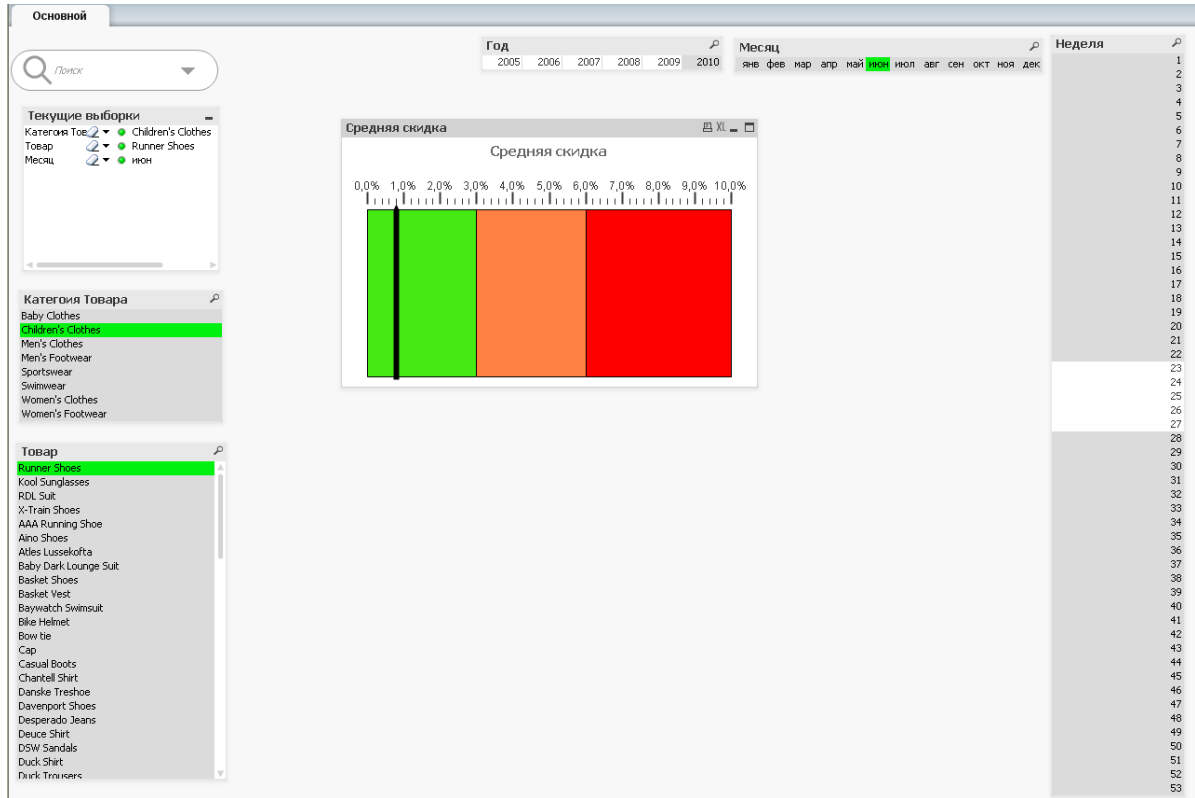 Основной
Поиск
Год
2005 2006 2007 2008 2009 2010
Месяц
янв фев мар апр май июн июл авг сен окт ноя дек
Неделя
1
2
3
4
5
6
7
8
9
10
11
12
13
14
15
16
17
18
19
20
21
22
23
24
25
26
27
28
29
30
31
32
33
34
35
36
37
38
39
40
41
42
43
44
45
46
47
48
49
50
51
52
53
Текущие выборки
Категоия Тов Children's Clothes
Товар Runner Shoes
Месяц июн
Средняя скидка XL
Средняя скидка
0,0% 1,0% 2,0% 3,0% 4,0% 5,0% 6,0% 7,0% 8,0% 9,0% 10,0%
Категоия Товара
Baby Clothes
Children's Clothes
Men's Clothes
Men's Footwear
Sportswear
Swimwear
Women's Clothes
Women's Footwear
Товар
Runner Shoes
Kool Sunglasses
RDL Suit
X-Train Shoes
AAA Running Shoe
Aino Shoes
Atles Lussekofta
Baby Dark Lounge Suit
Basket Shoes
Basket Vest
Baywatch Swimsuit
Bike Helmet
Bow tie
Cap
Casual Boots
Chantell Shirt
Danske Treshoe
Davenport Shoes
Desperado Jeans
Deuce Shirt
DSW Sandals
Duck Shirt
Duck Trousers